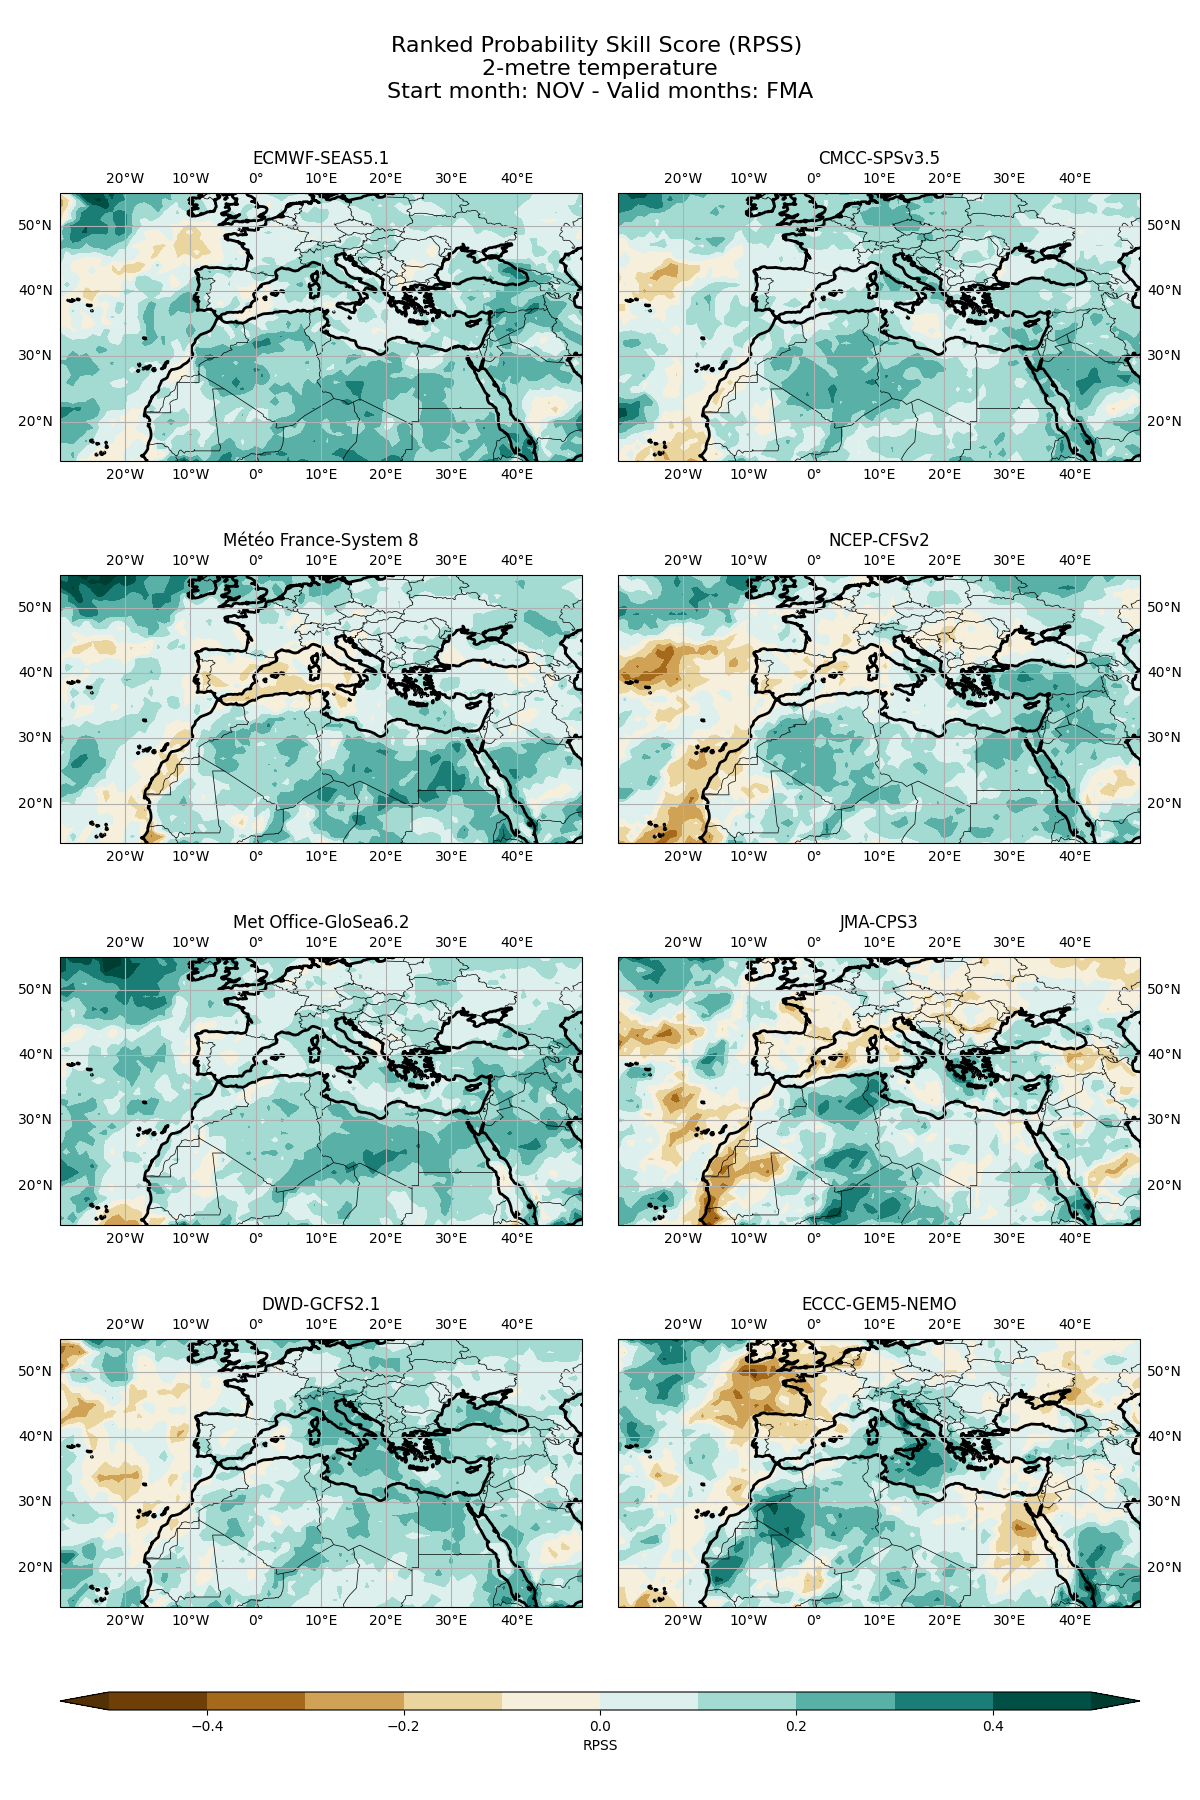 Ranked Probability Skill Score (RPSS)
2-metre temperature
Start month: NOV - Valid months: FMA
ECMWF-SEAS5.1
20°W 10°W 0° 10°E 20°E 30°E 40°E
50°N
40°N
30°N
20°N
20°W 10°W 0° 10°E 20°E 30°E 40°E
CMCC-SPSv3.5
20°W 10°W 0° 10°E 20°E 30°E 40°E
50°N
40°N
30°N
20°N
20°W 10°W 0° 10°E 20°E 30°E 40°E
Météo France-System 8
20°W 10°W 0° 10°E 20°E 30°E 40°E
50°N
40°N
30°N
20°N
20°W 10°W 0° 10°E 20°E 30°E 40°E
NCEP-CFSv2
20°W 10°W 0° 10°E 20°E 30°E 40°E
50°N
40°N
30°N
20°N
20°W 10°W 0° 10°E 20°E 30°E 40°E
Met Office-GloSea6.2
20°W 10°W 0° 10°E 20°E 30°E 40°E
50°N
40°N
30°N
20°N
20°W 10°W 0° 10°E 20°E 30°E 40°E
JMA-CPS3
20°W 10°W 0° 10°E 20°E 30°E 40°E
50°N
40°N
30°N
20°N
20°W 10°W 0° 10°E 20°E 30°E 40°E
DWD-GCFS2.1
20°W 10°W 0° 10°E 20°E 30°E 40°E
50°N
40°N
30°N
20°N
20°W 10°W 0° 10°E 20°E 30°E 40°E
ECCC-GEM5-NEMO
20°W 10°W 0° 10°E 20°E 30°E 40°E
50°N
40°N
30°N
20°N
20°W 10°W 0° 10°E 20°E 30°E 40°E
−0.4 −0.2 0.0 0.2 0.4
RPSS